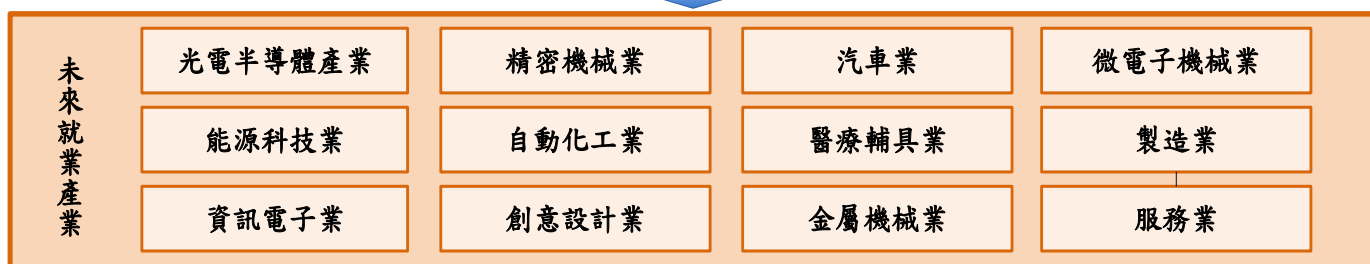 未來就業產業
光電半導體產業
精密機械業
汽車業
微電子機械業
能源科技業
自動化工業
醫療輔具業
製造業
資訊電子業
創意設計業
金屬機械業
服務業